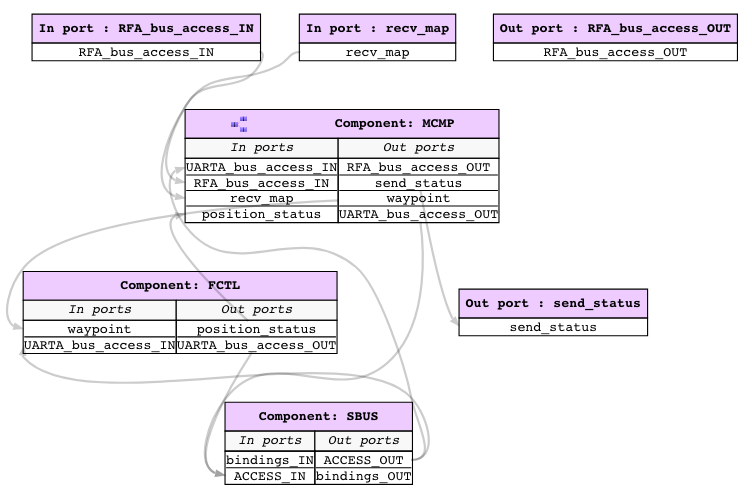 In port : RFA_bus_access_IN
RFA_bus_access_IN
In port : recv_map
recv_map
Out port : RFA_bus_access_OUT
RFA_bus_access_OUT
Component: MCMP
In ports Out ports
UARTA_bus_access_IN RFA_bus_access_OUT
RFA_bus_access_IN send_status
recv_map waypoint
position_status UARTA_bus_access_OUT
Component: FCTL
In ports Out ports
waypoint position_status
UARTA_bus_access_IN UARTA_bus_access_OUT
Out port : send_status
send_status
Component: SBUS
In ports Out ports
bindings_IN ACCESS_OUT
ACCESS_IN bindings_OUT